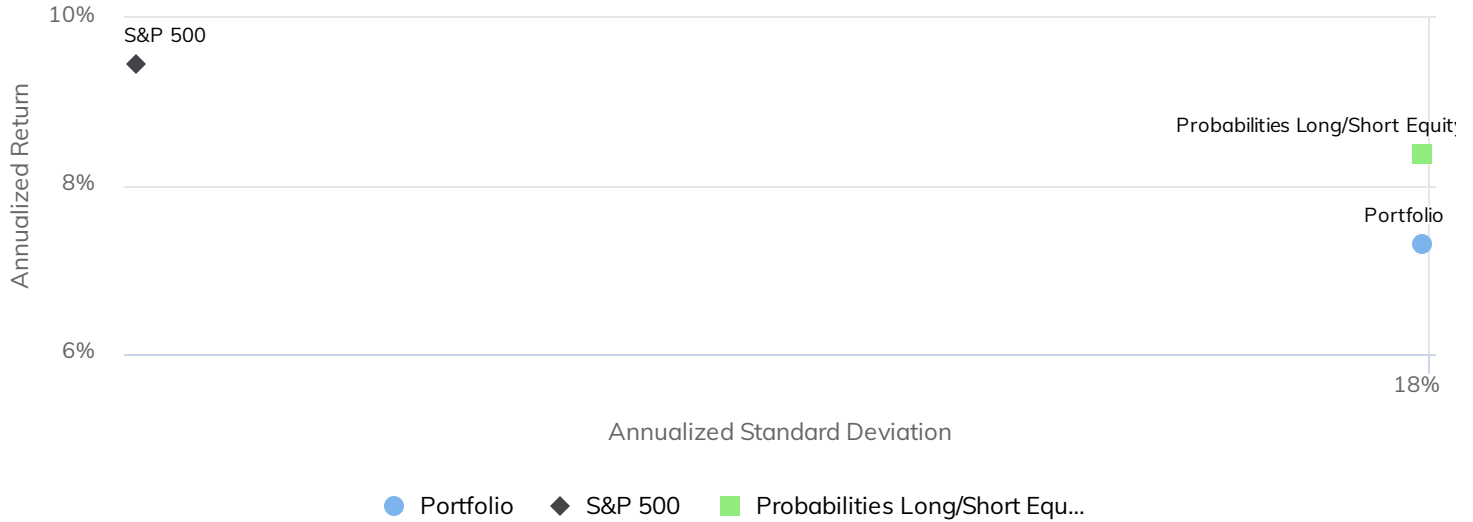 10%
S&P 500
Probabilities Long/Short Equity
8%
Portfolio
6%
18%
Annualized Return
Annualized Standard Deviation
Portfolio
S&P 500
Probabilities Long/Short Equ...